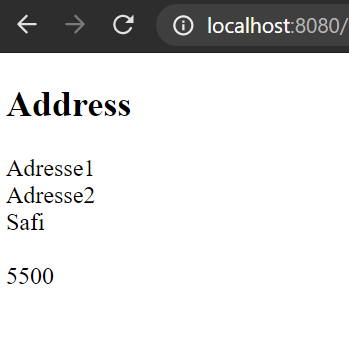 localhost:8080/
Address
Adresse1
Adresse2
Safi
5500